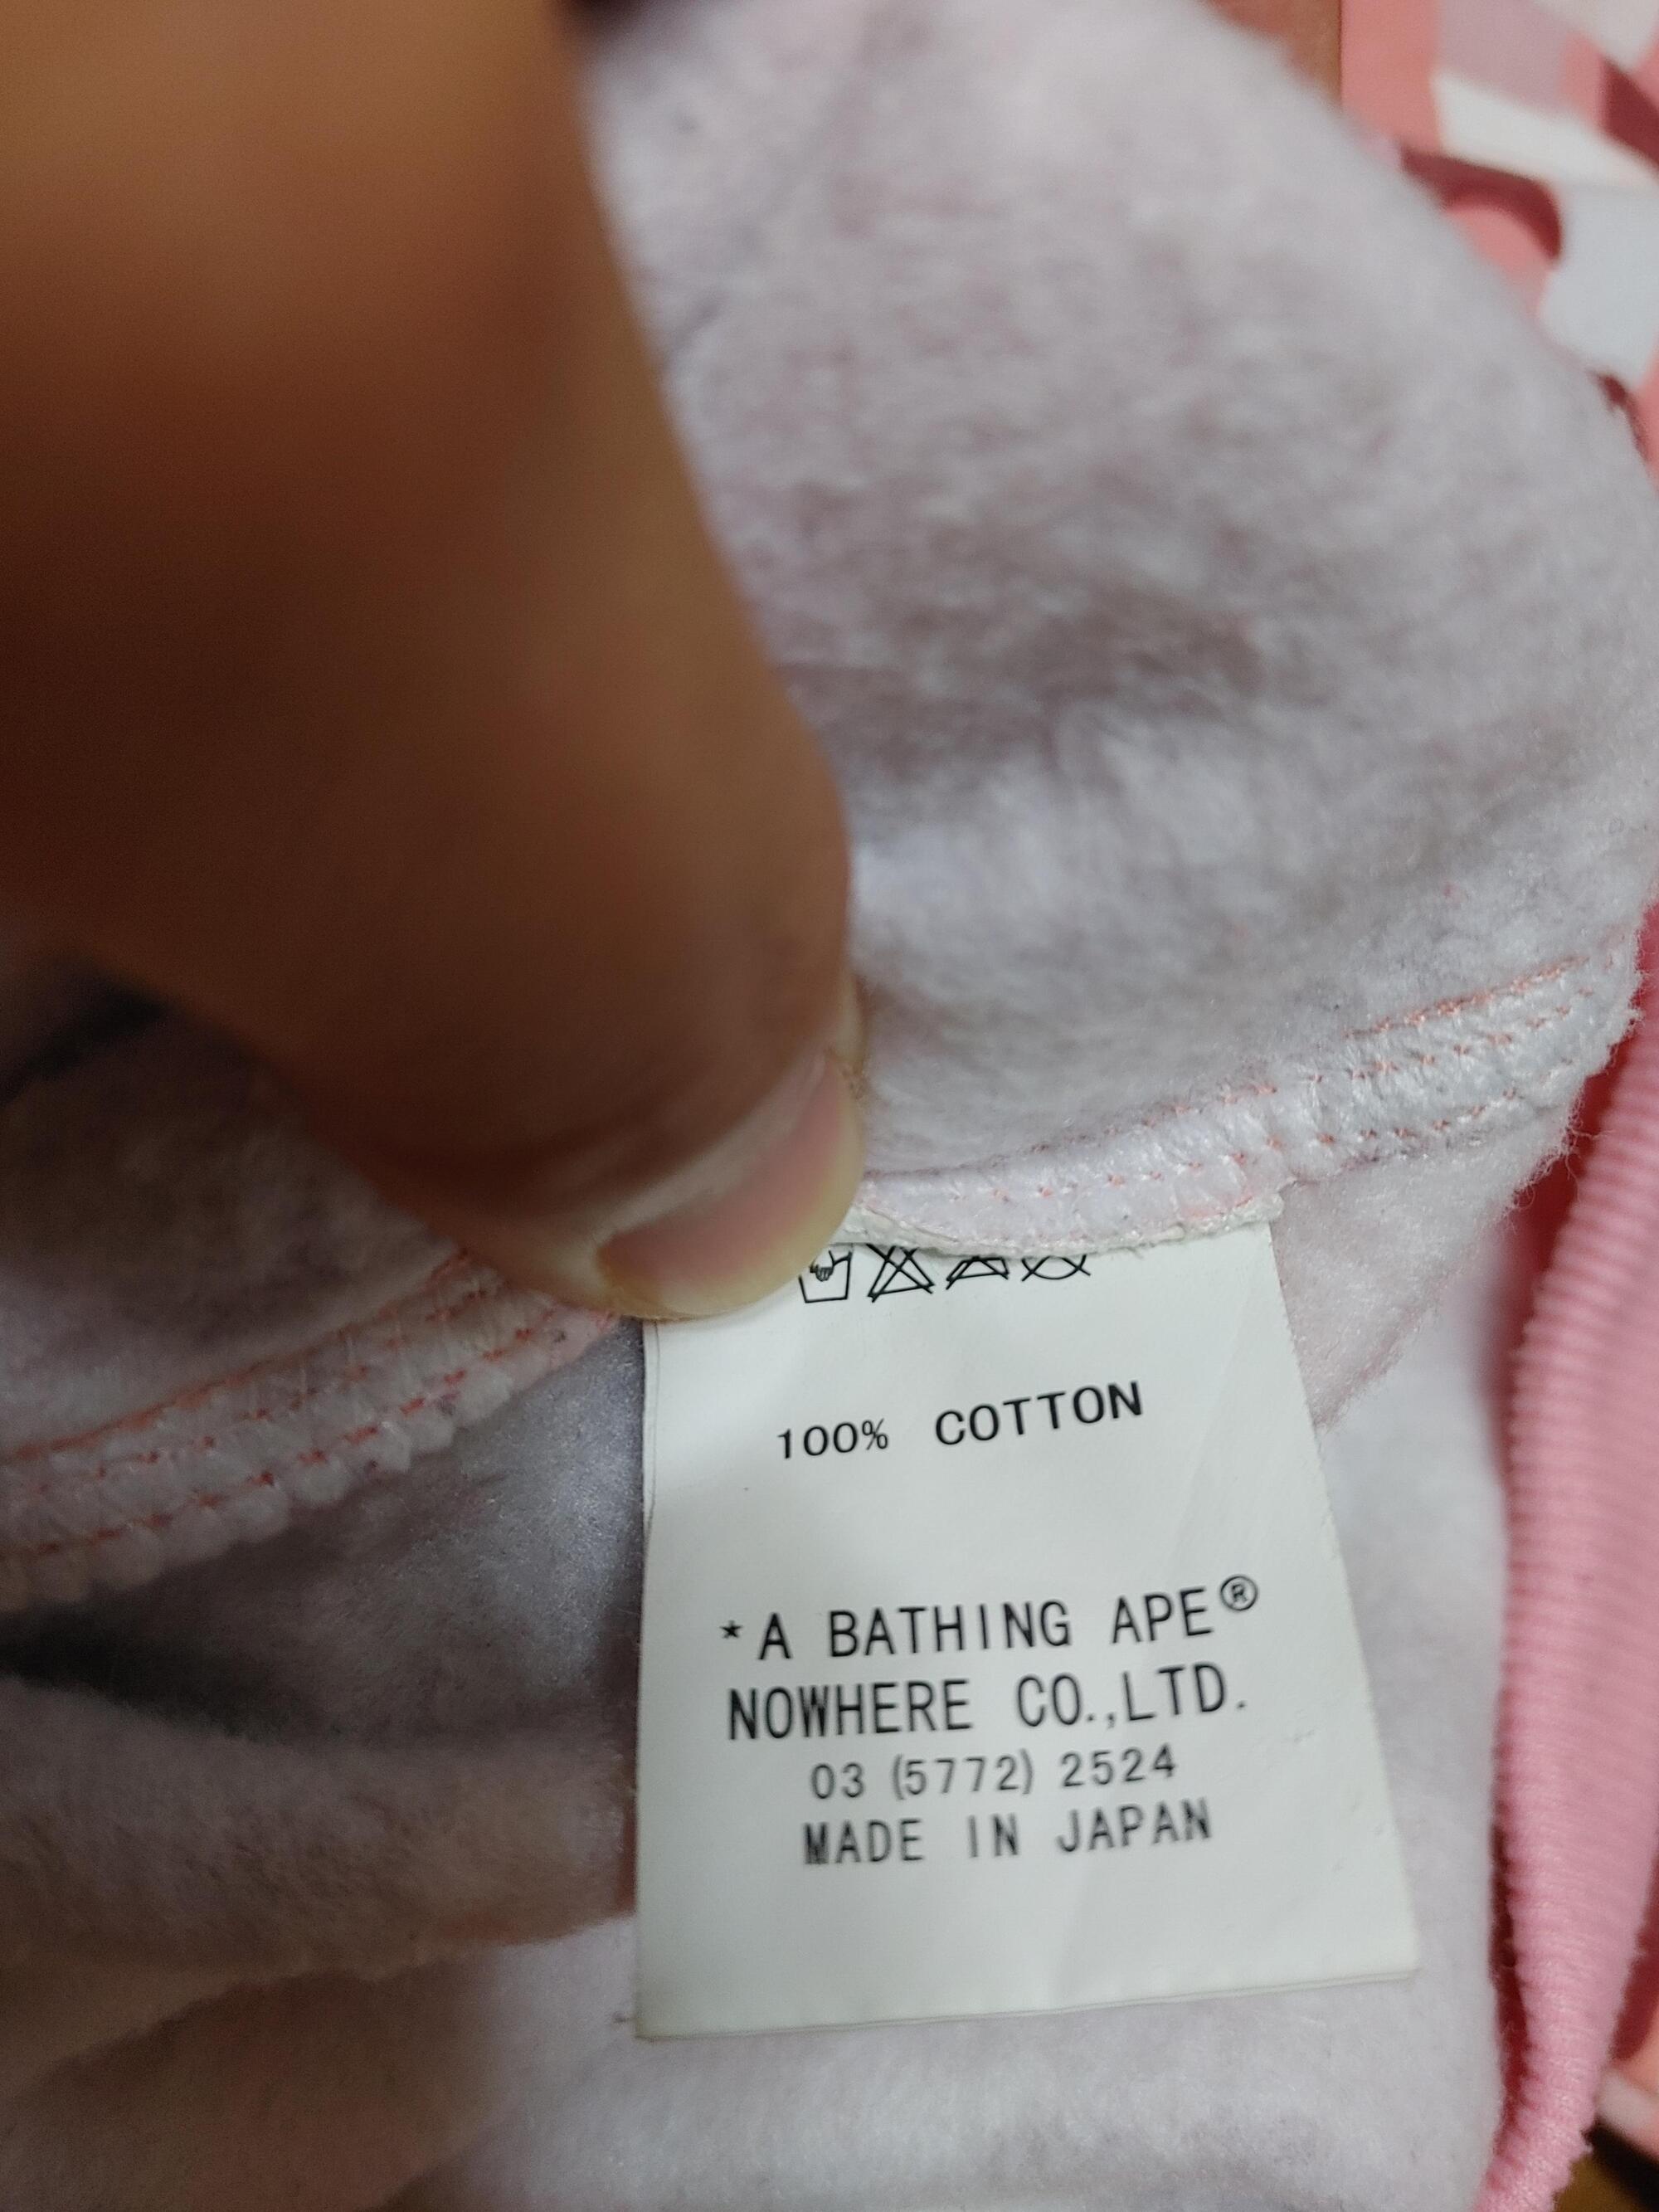 100% COTTON
*A BATHING APE®
NOWHERE CO.,LTD.
03 (5772) 2524
MADE IN JAPAN